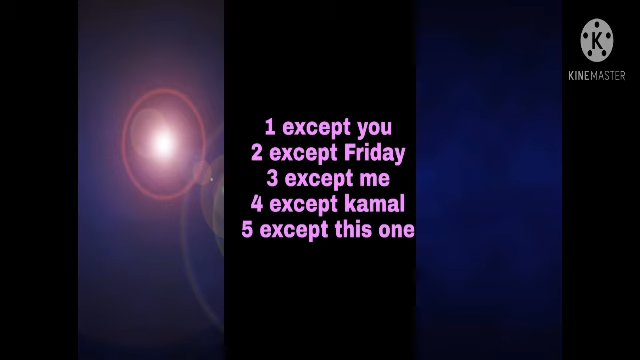 1 except you
2 except Friday
3 except me
4 except kamal
5 except this one
K
KINEMASTER